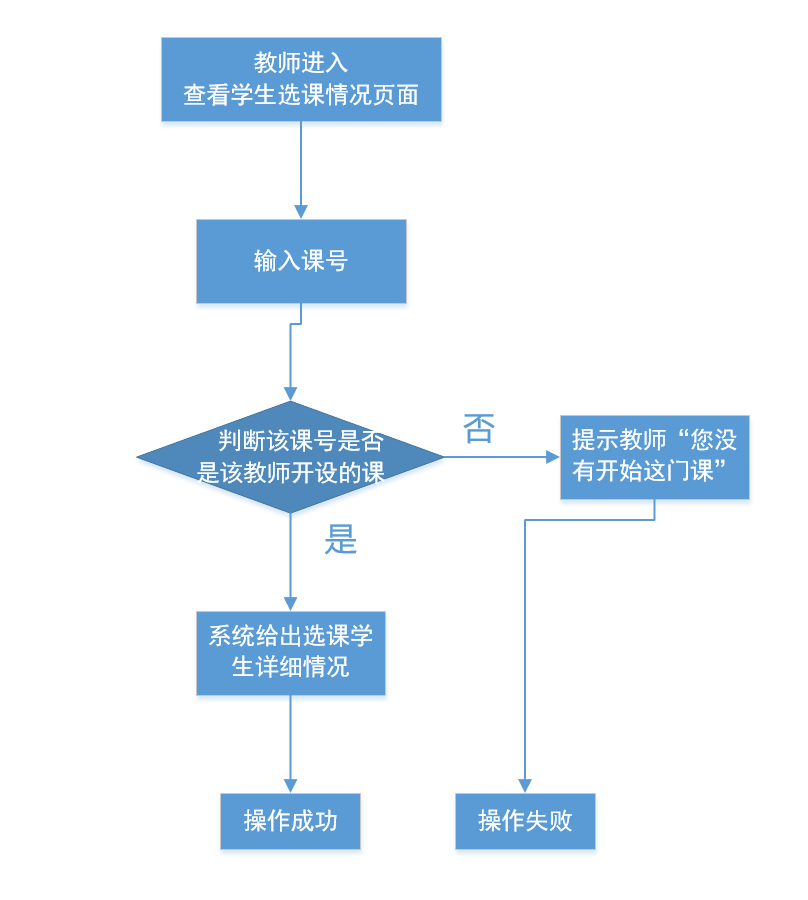 教师进入
查看学生选课情况页面
输入课号
判断该课号是否
是该教师开设的课
否
提示教师“您没
有开始这门课”
是
系统给出选课学
生详细情况
操作成功
操作失败